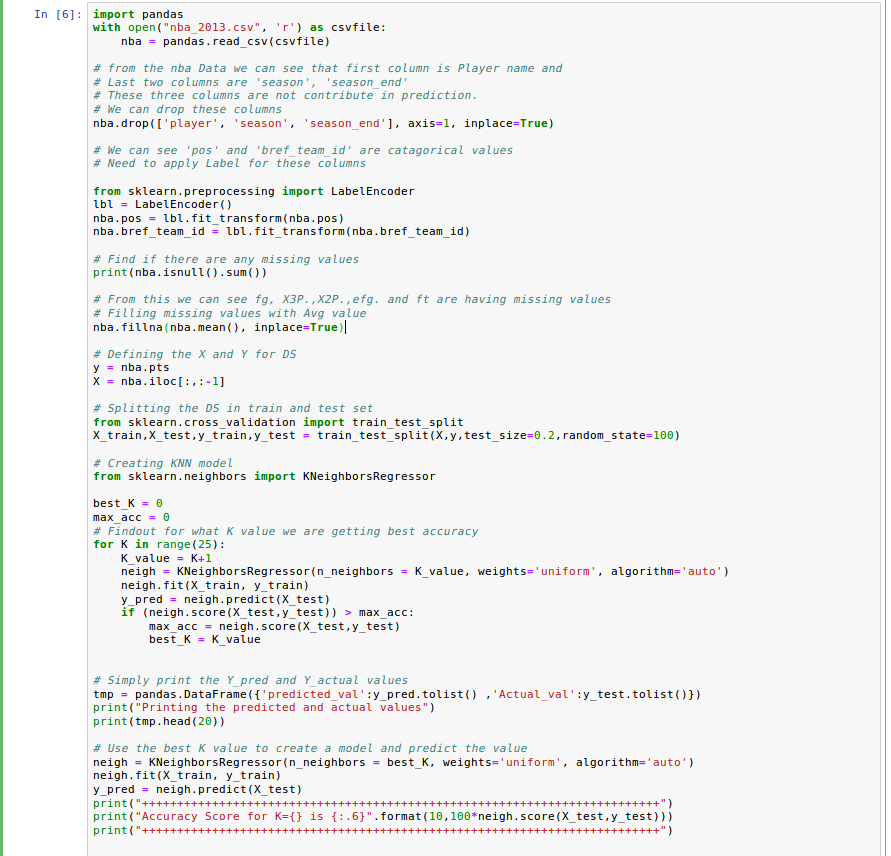 In [6]:
import pandas
with open("nba_2013.csv", 'r') as csvfile:
    nba = pandas.read_csv(csvfile)

# from the nba Data we can see that first column is Player name and
# Last two columns are 'season', 'season_end'
# These three columns are not contribute in prediction.
# We can drop these columns
nba.drop(['player', 'season', 'season_end'], axis=1, inplace=True)

# We can see 'pos' and 'bref_team_id' are catagorical values
# Need to apply Label for these columns

from sklearn.preprocessing import LabelEncoder
lbl = LabelEncoder()
nba.pos = lbl.fit_transform(nba.pos)
nba.bref_team_id = lbl.fit_transform(nba.bref_team_id)

# Find if there are any missing values
print(nba.isnull().sum())

# From this we can see fg, X3P.,X2P.,efg. and ft are having missing values
# Filling missing values with Avg value
nba.fillna(nba.mean(), inplace=True)

# Defining the X and Y for DS
y = nba.pts
X = nba.iloc[:,:-1]

# Splitting the DS in train and test set
from sklearn.cross_validation import train_test_split
X_train,X_test,y_train,y_test = train_test_split(X,y,test_size=0.2,random_state=100)

# Creating KNN model
from sklearn.neighbors import KNeighborsRegressor

best_K = 0
max_acc = 0
# Findout for what K value we are getting best accuracy
for K in range(25):
    K_value = K+1
    neigh = KNeighborsRegressor(n_neighbors = K_value, weights='uniform', algorithm='auto')
    neigh.fit(X_train, y_train)
    y_pred = neigh.predict(X_test)
    if (neigh.score(X_test,y_test)) > max_acc:
        max_acc = neigh.score(X_test,y_test)
        best_K = K_value

# Simply print the Y_pred and Y_actual values
tmp = pandas.DataFrame({'predicted_val':y_pred.tolist() ,'Actual_val':y_test.tolist()})
print("Printing the predicted and actual values")
print(tmp.head(20))

# Use the best K value to create a model and predict the value
neigh = KNeighborsRegressor(n_neighbors = best_K, weights='uniform', algorithm='auto')
neigh.fit(X_train, y_train)
y_pred = neigh.predict(X_test)
print("++++++++++++++++++++++++++++++++++++++++++++++++++++++++++++++++++++++++++")
print("Accuracy Score for K={} is {:.6}".format(10,100*neigh.score(X_test,y_test)))
print("++++++++++++++++++++++++++++++++++++++++++++++++++++++++++++++++++++++++++")